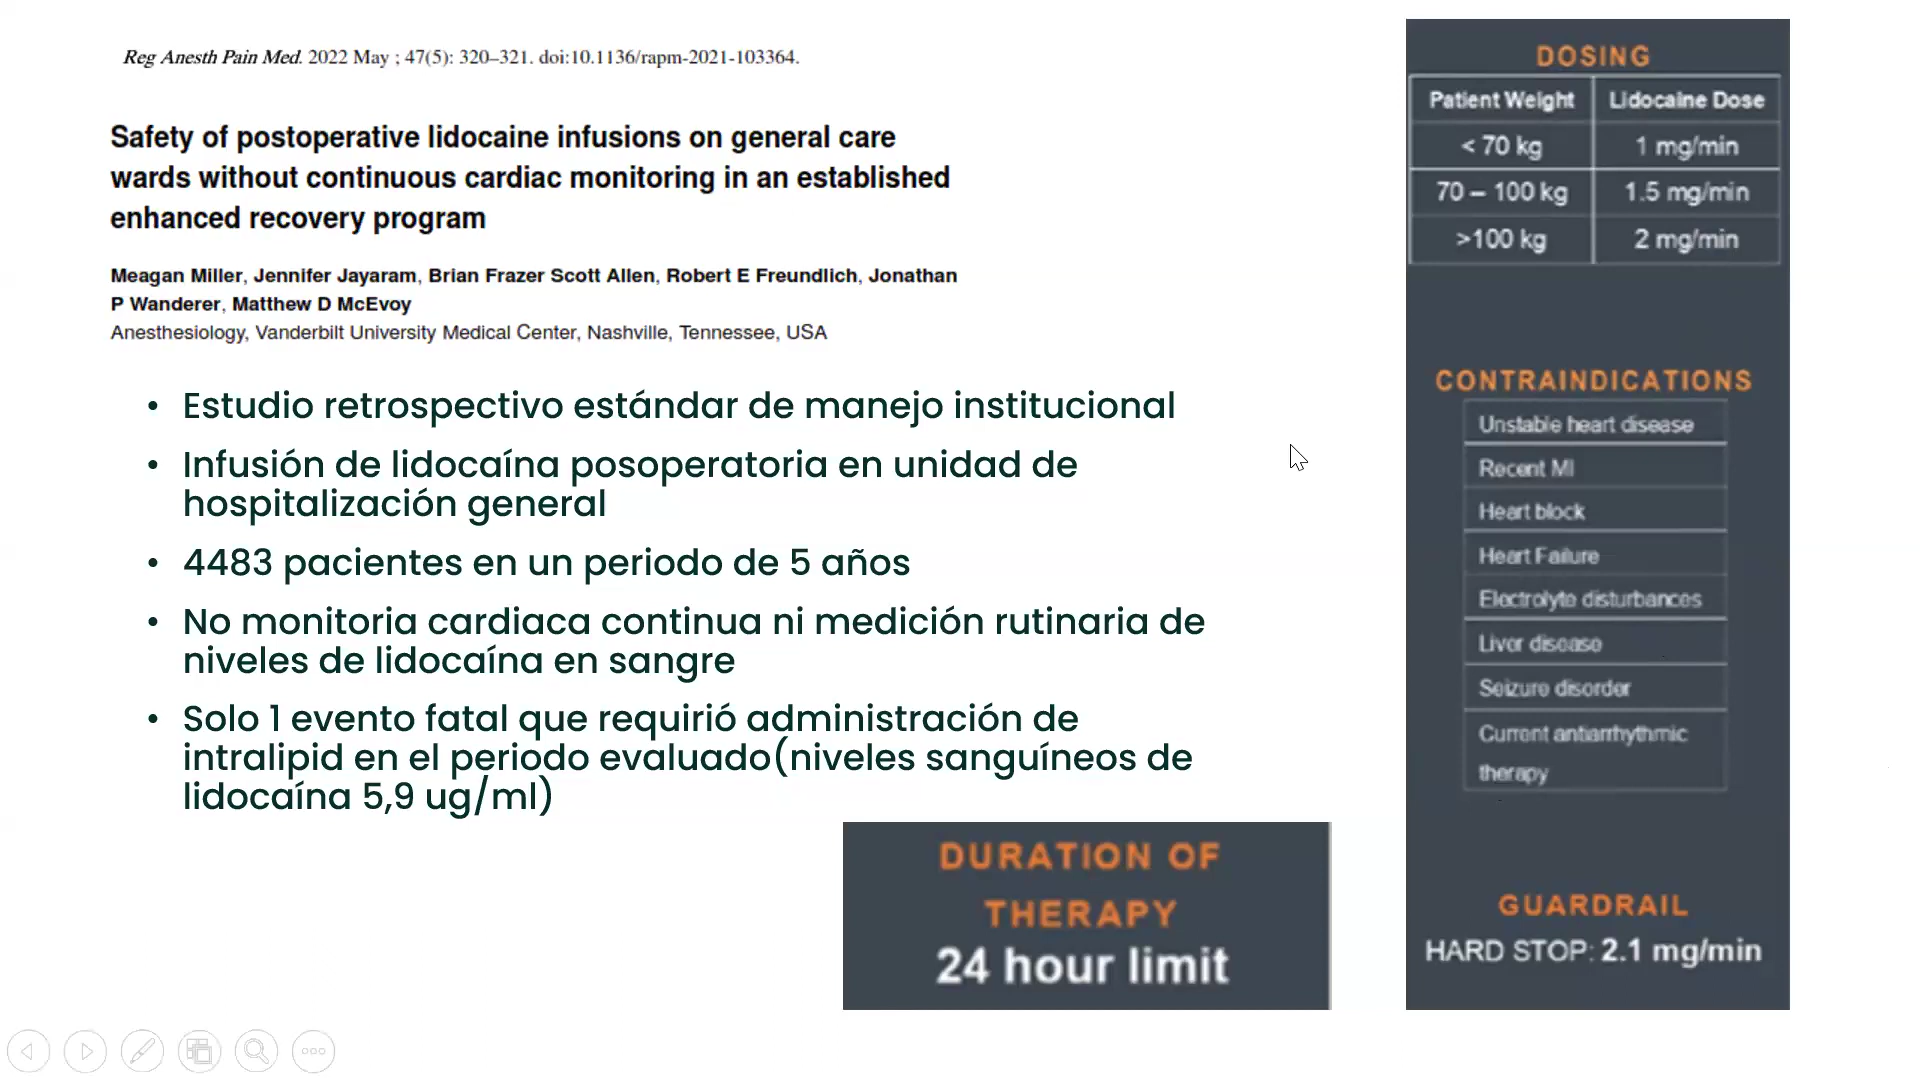 Reg Anesth Pain Med. 2022 May ; 47(5): 320–321. doi:10.1136/rapm-2021-103364.
Safety of postoperative lidocaine infusions on general care
wards without continuous cardiac monitoring in an established
enhanced recovery program
Meagan Miller, Jennifer Jayaram, Brian Frazer Scott Allen, Robert E Freundlich, Jonathan
P Wanderer, Matthew D McEvoy
Anesthesiology, Vanderbilt University Medical Center, Nashville, Tennessee, USA
• Estudio retrospectivo estándar de manejo institucional
• Infusión de lidocaína posoperatoria en unidad de
hospitalización general
• 4483 pacientes en un periodo de 5 años
• No monitoria cardiaca continua ni medición rutinaria de
niveles de lidocaína en sangre
• Solo 1 evento fatal que requirió administración de
intralipid en el periodo evaluado(niveles sanguíneos de
lidocaína 5,9 ug/ml)
DURATION OF
THERAPY
24 hour limit
DOSING
Patient Weight Lidocaine Dose
< 70 kg 1 mg/min
70 – 100 kg 1.5 mg/min
>100 kg 2 mg/min
CONTRAINDICATIONS
Unstable heart disease
Recent MI
Heart block
Heart Failure
Electrolyte disturbances
Liver disease
Seizure disorder
Current antiarrhythmic
therapy
GUARDRAIL
HARD STOP: 2.1 mg/min